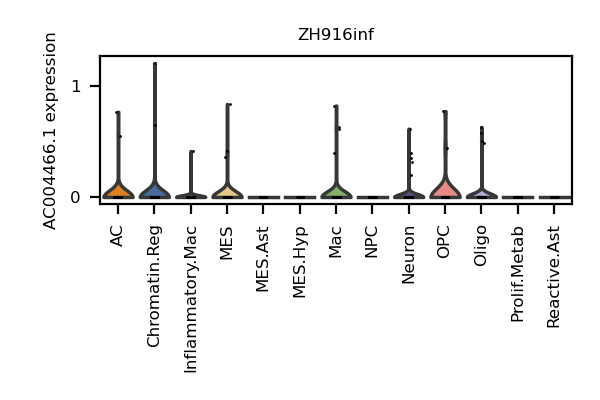 ZH916inf
AC004466.1 expression
1
0
AC
Chromatin.Reg
Inflammatory.Mac
MES
MES.Ast
MES.Hyp
Mac
NPC
Neuron
OPC
Oligo
Prolif.Metab
Reactive.Ast